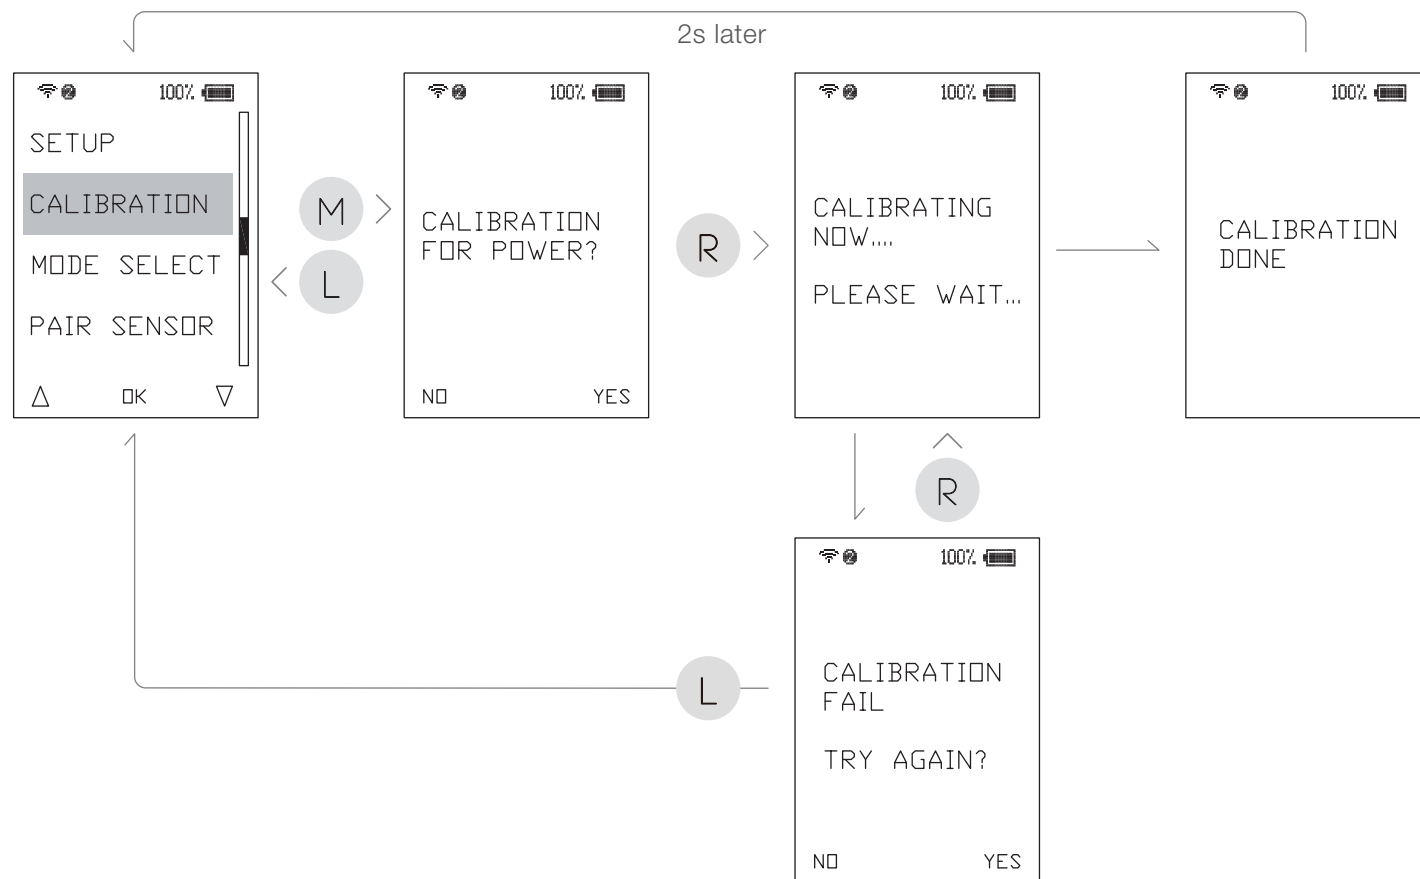 2s later
100%
SETUP
CALIBRATION
MODE SELECT
PAIR SENSOR
OK
M
L
100%
CALIBRATION
FOR POWER?
NO YES
R
100%
CALIBRATING
NOW....
PLEASE WAIT...
100%
CALIBRATION
DONE
R
L
100%
CALIBRATION
FAIL
TRY AGAIN?
NO YES